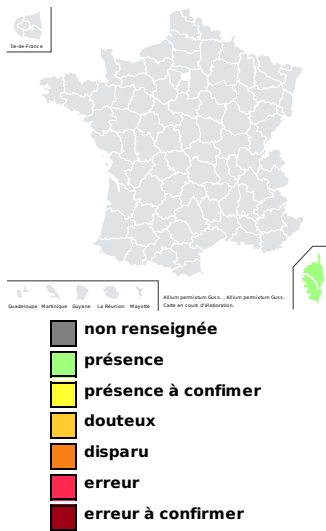 Île-de-France
Guadeloupe Martinique Guyane La Réunion Mayotte
Allium permixtum Guss. , Allium permixtum Guss.
Carte en cours d'élaboration.
non renseignée
présence
présence à confimer
douteux
disparu
erreur
erreur à confirmer